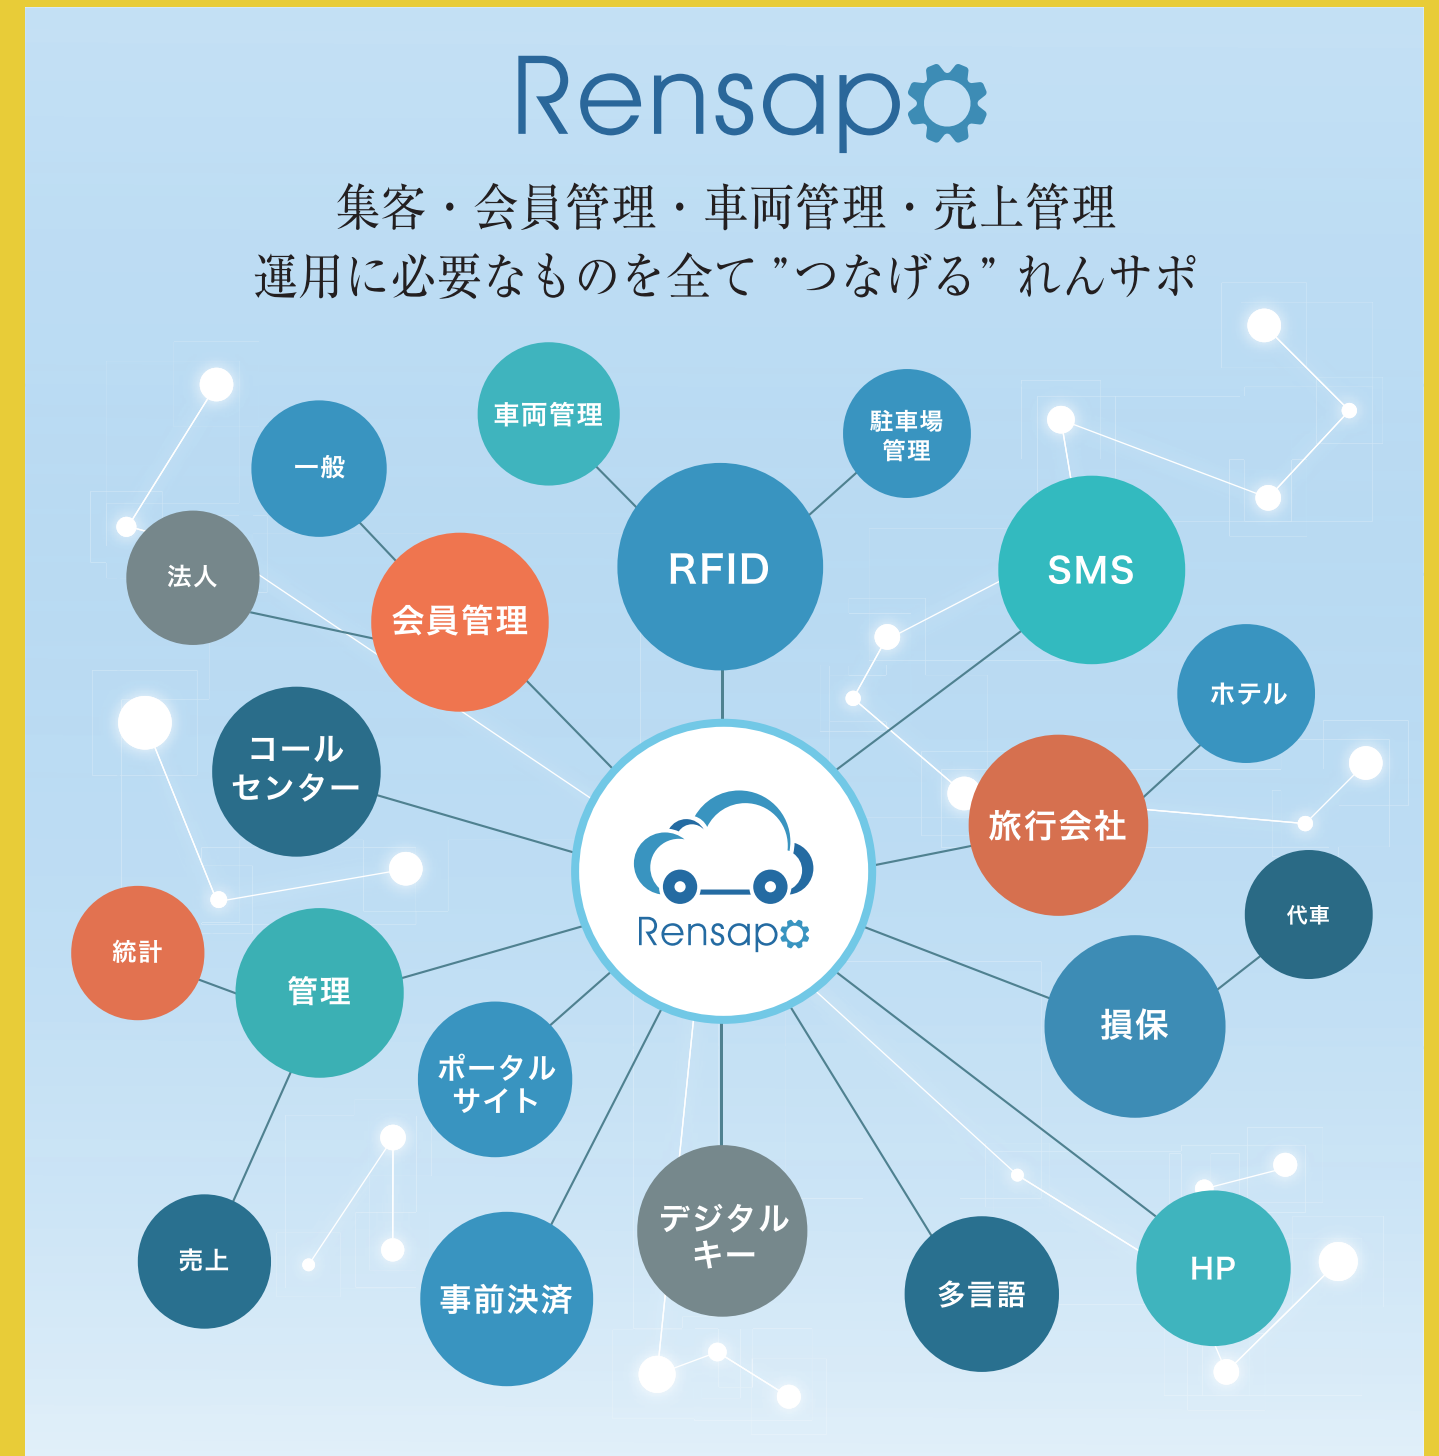 Rensapo
集客・会員管理・車両管理・売上管理
運用に必要なものを全て ”つなげる” れんサポ
車両管理
駐車場
管理
一般
RFID
SMS
法人
会員管理
ホテル
コール
センター
旅行会社
Rensapo
代車
統計
管理
損保
ポータル
サイト
デジタル
キー
売上
事前決済
多言語
HP